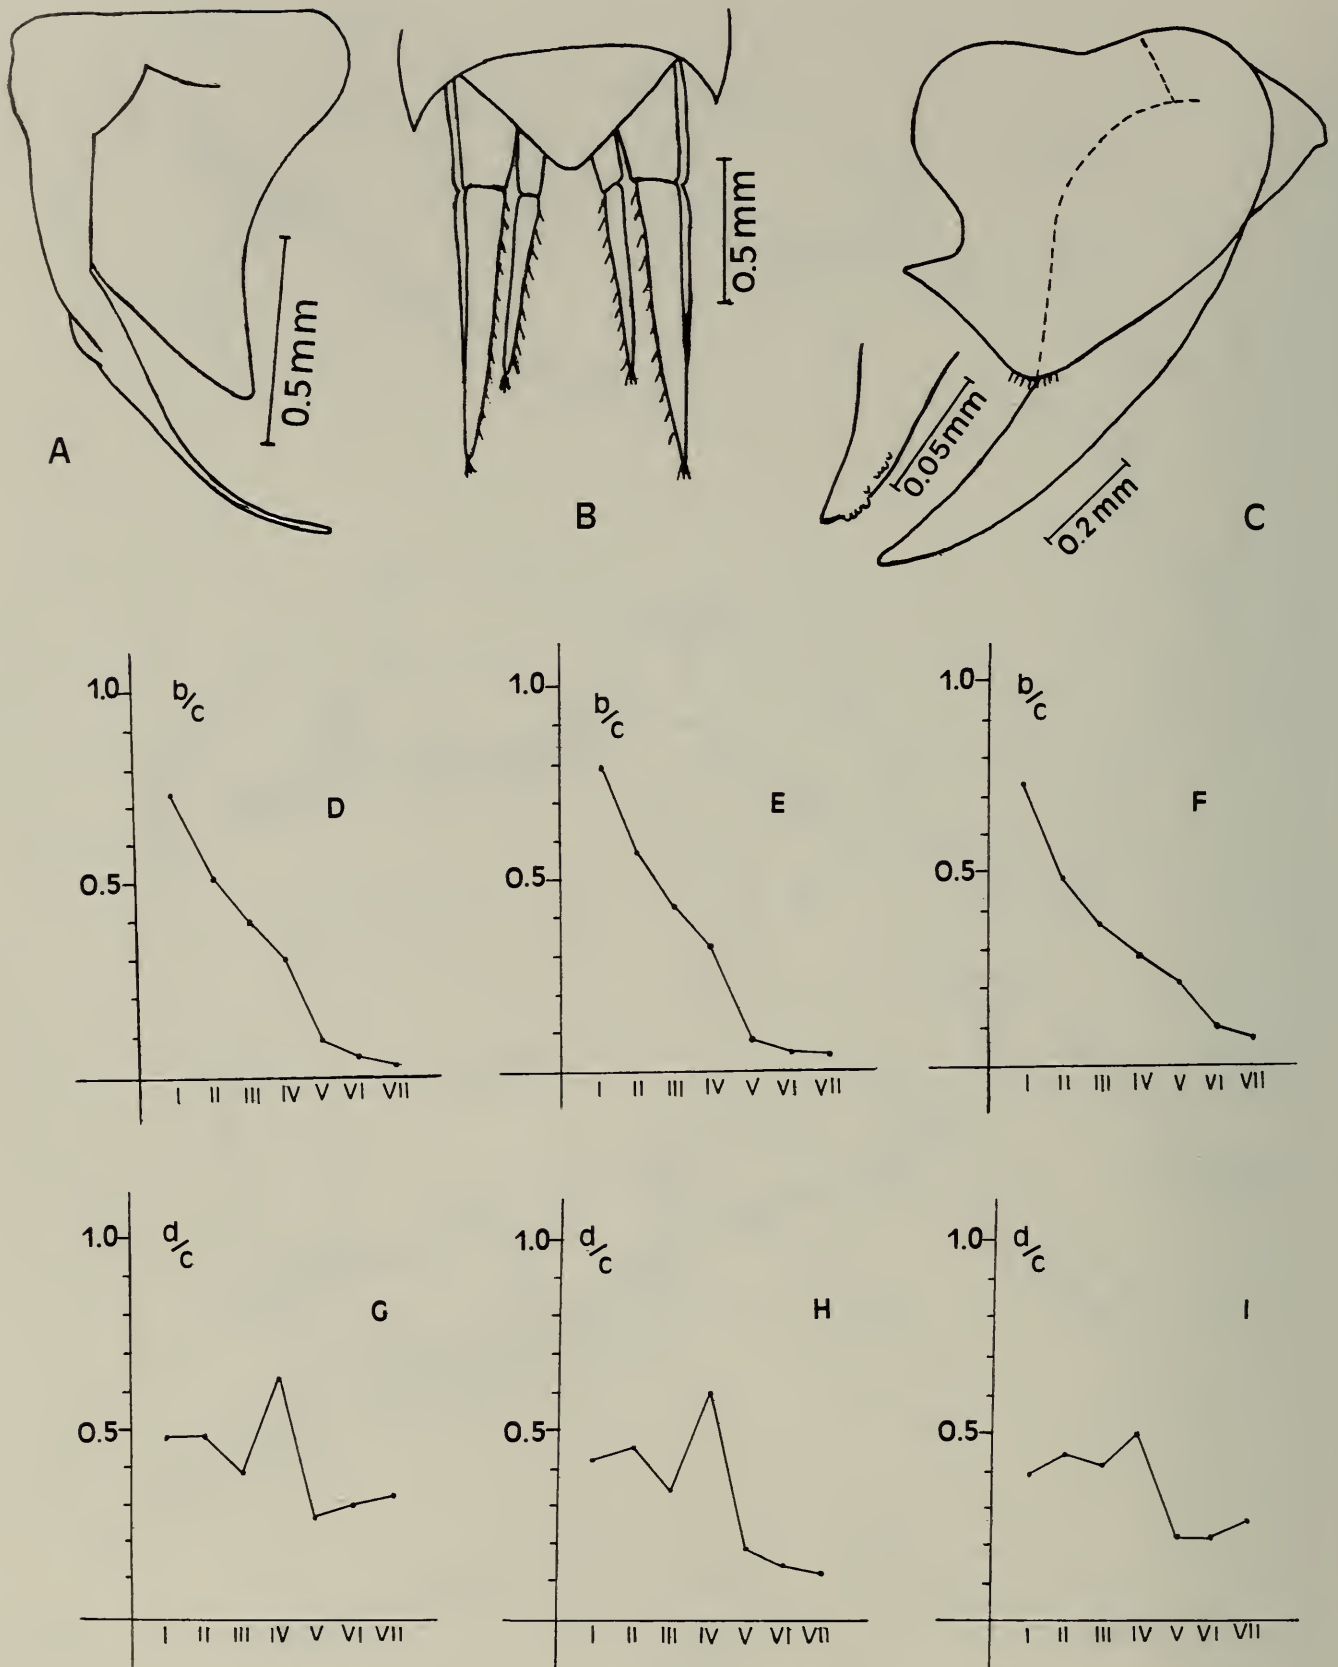 0.5mm
A
0.5mm
B
0.05mm
0.2mm
C
1.0 b/c
0.5
D
I II III IV V VI VII
1.0 b/c
0.5
E
I II III IV V VI VII
1.0 b/c
0.5
F
I II III IV V VI VII
1.0 d/c
0.5
G
I II III IV V VI VII
1.0 d/c
0.5
H
I II III IV V VI VII
1.0 d/c
0.5
I
I II III IV V VI VII